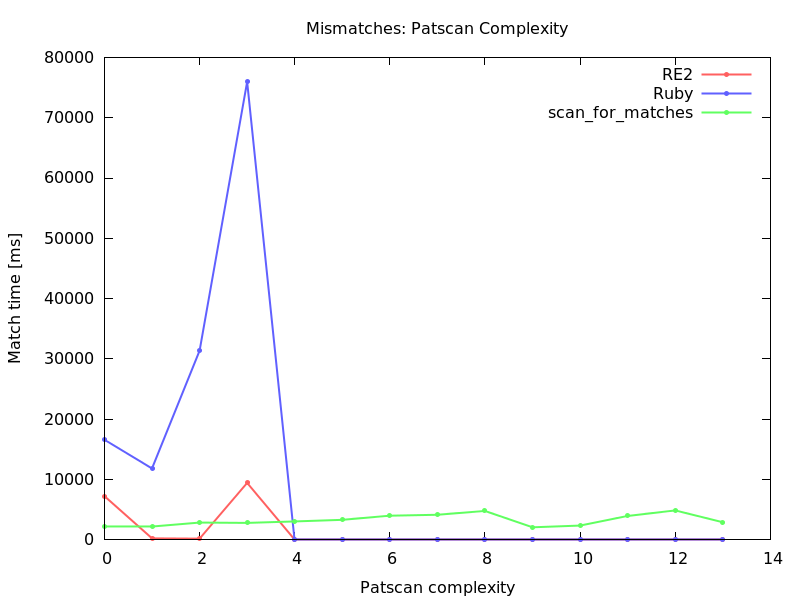 Mismatches: Patscan Complexity
80000
70000
60000
50000
40000
30000
20000
10000
0
Match time [ms]
RE2
Ruby
scan_for_matches
0 2 4 6 8 10 12 14
Patscan complexity